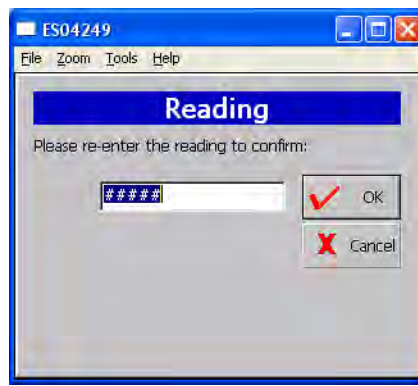 ES04249
File Zoom Tools Help
Reading
Please re-enter the reading to confirm:
#####
OK
Cancel